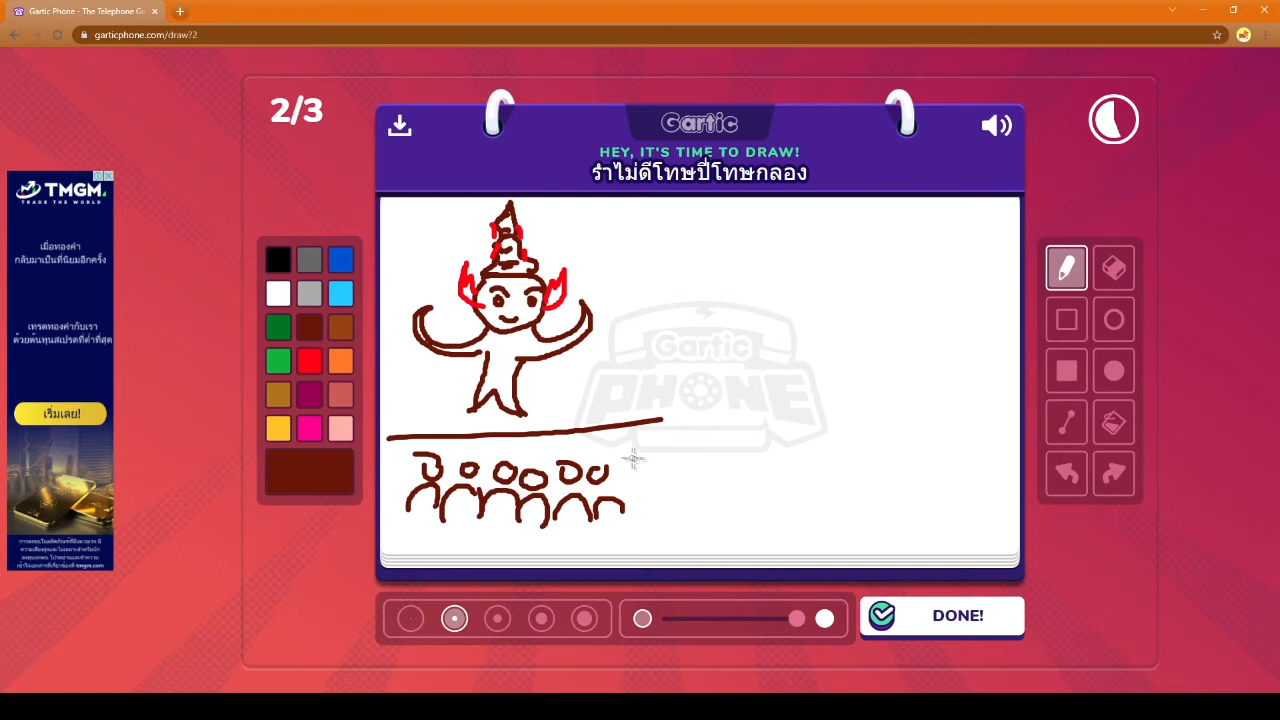 Gartic Phone - The Telephone Ga
garticphone.com/draw?2
2/3
Gartic
HEY, IT'S TIME TO DRAW!
รำไม่ดีโทษปี่โทษกลอง
TMGM
TRADE THE WORLD
เมื่อทองคำ
กลับมาเป็นที่นิยมอีกครั้ง
เทรดทองคำกับเรา
ด้วยต้นทุนสเปรดที่ต่ำที่สุด
เริ่มเลย!
Gartic
PHONE
DONE!